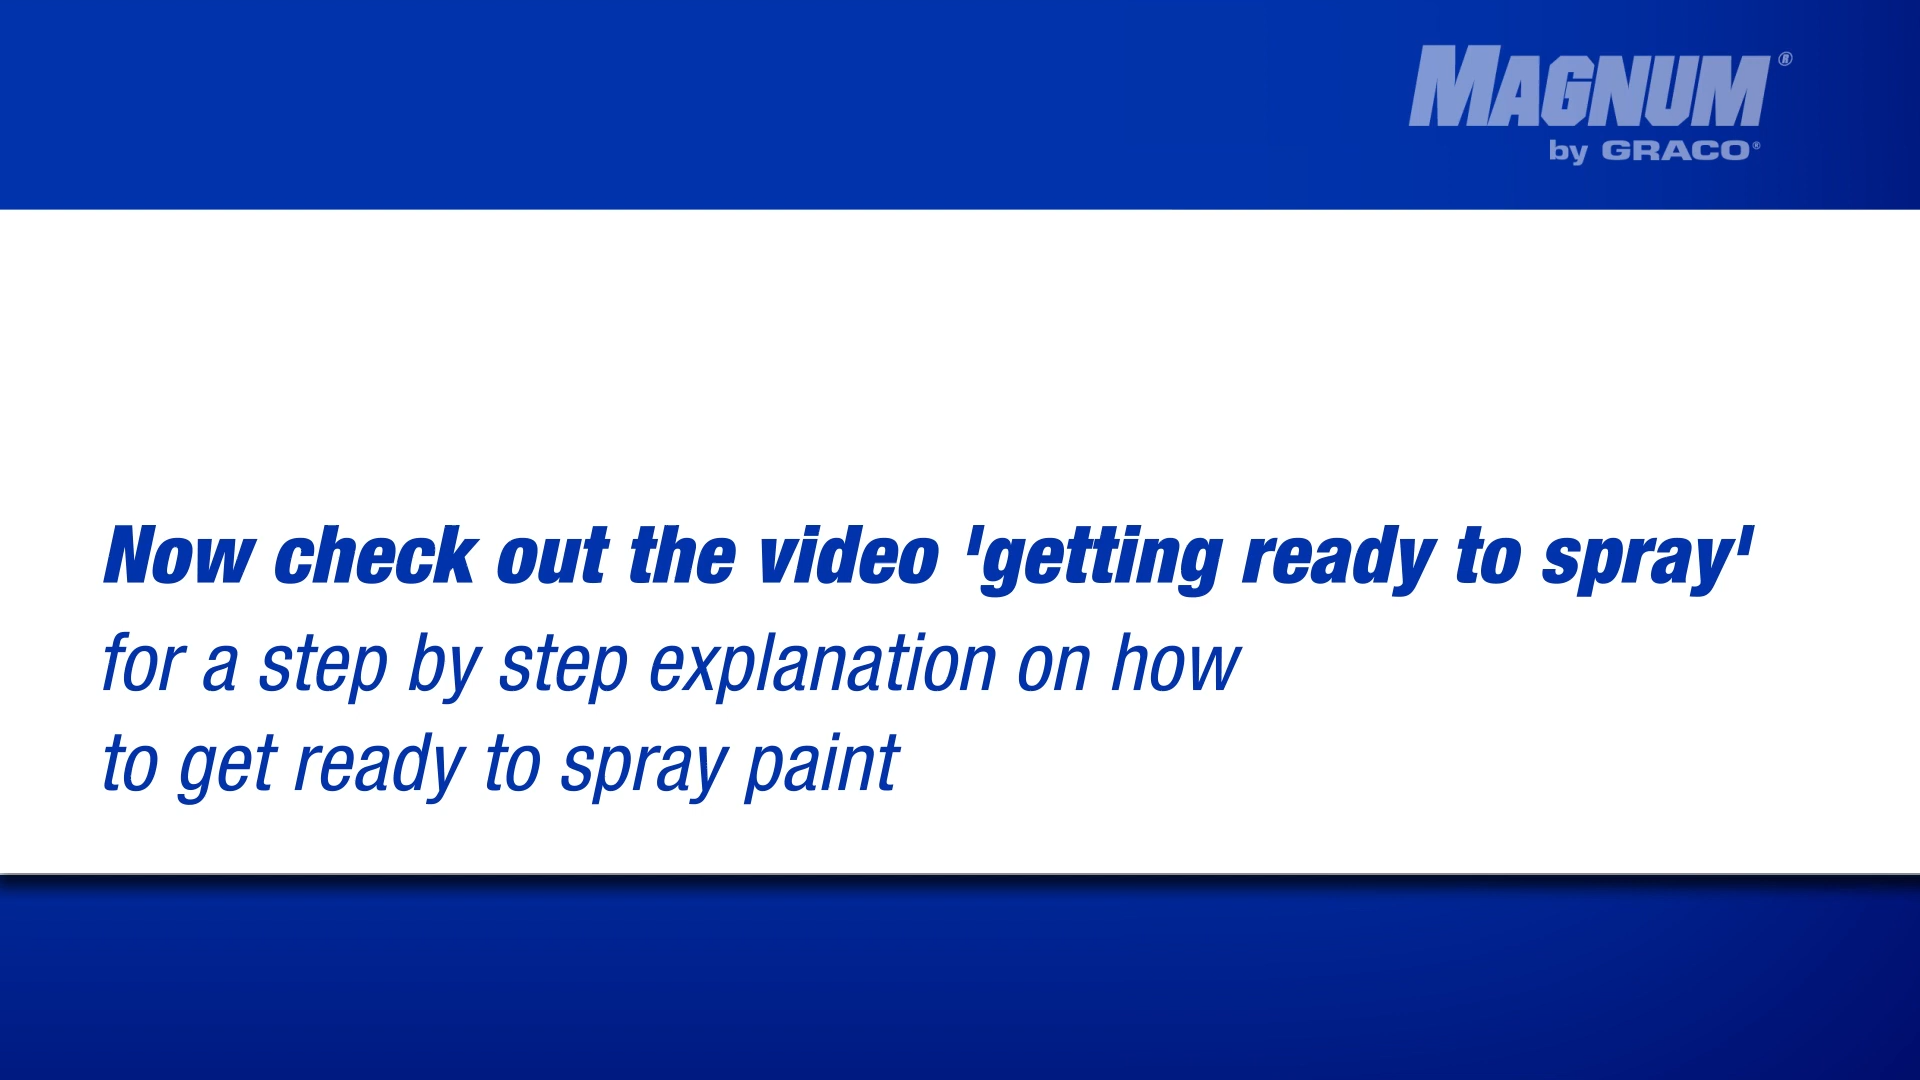 MAGNUM®
by GRACO®
Now check out the video 'getting ready to spray'
for a step by step explanation on how
to get ready to spray paint